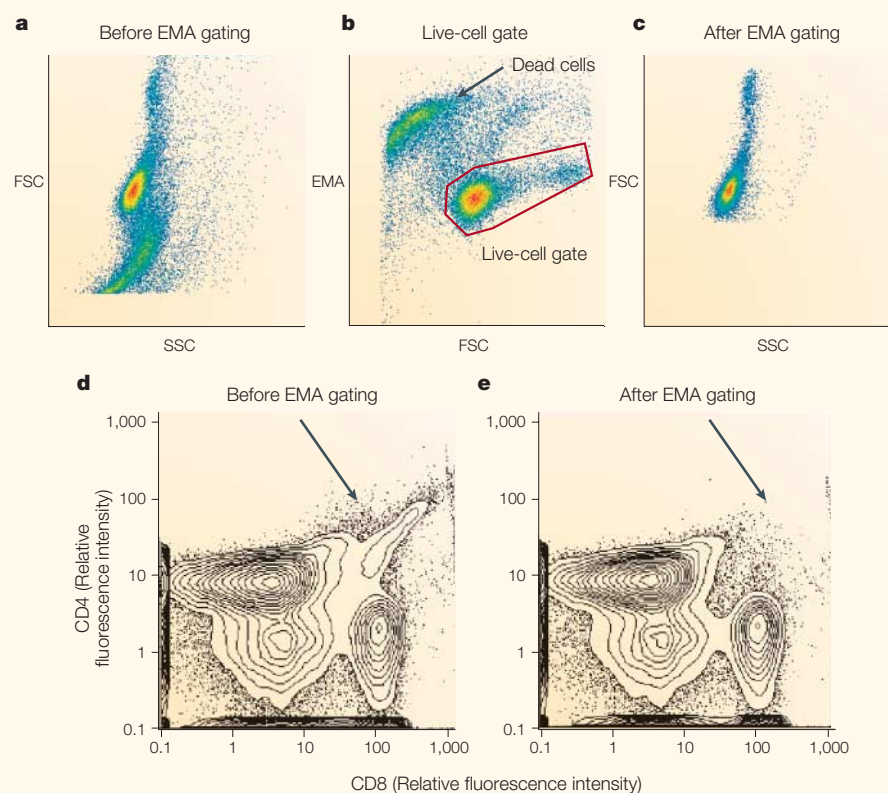 a Before EMA gating
FSC
SSC
b Live-cell gate
Dead cells
EMA
Live-cell gate
FSC
c After EMA gating
FSC
SSC
d Before EMA gating
1,000
100
10
1
0.1
CD4 (Relative
fluorescence intensity)
0.1 1 10 100 1,000
e After EMA gating
1,000
100
10
1
0.1
0.1 1 10 100 1,000
CD8 (Relative fluorescence intensity)